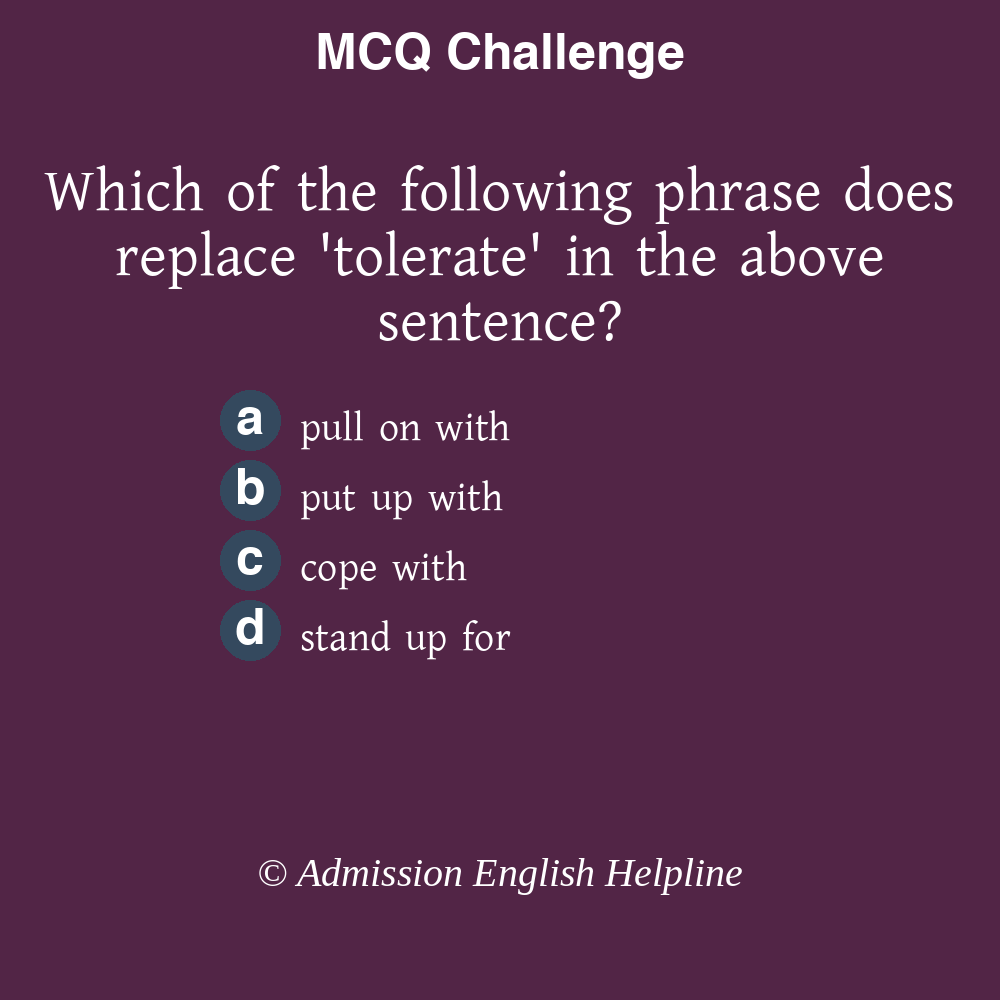 MCQ Challenge
Which of the following phrase does
replace 'tolerate' in the above
sentence?
a pull on with
b put up with
c cope with
d stand up for
© Admission English Helpline